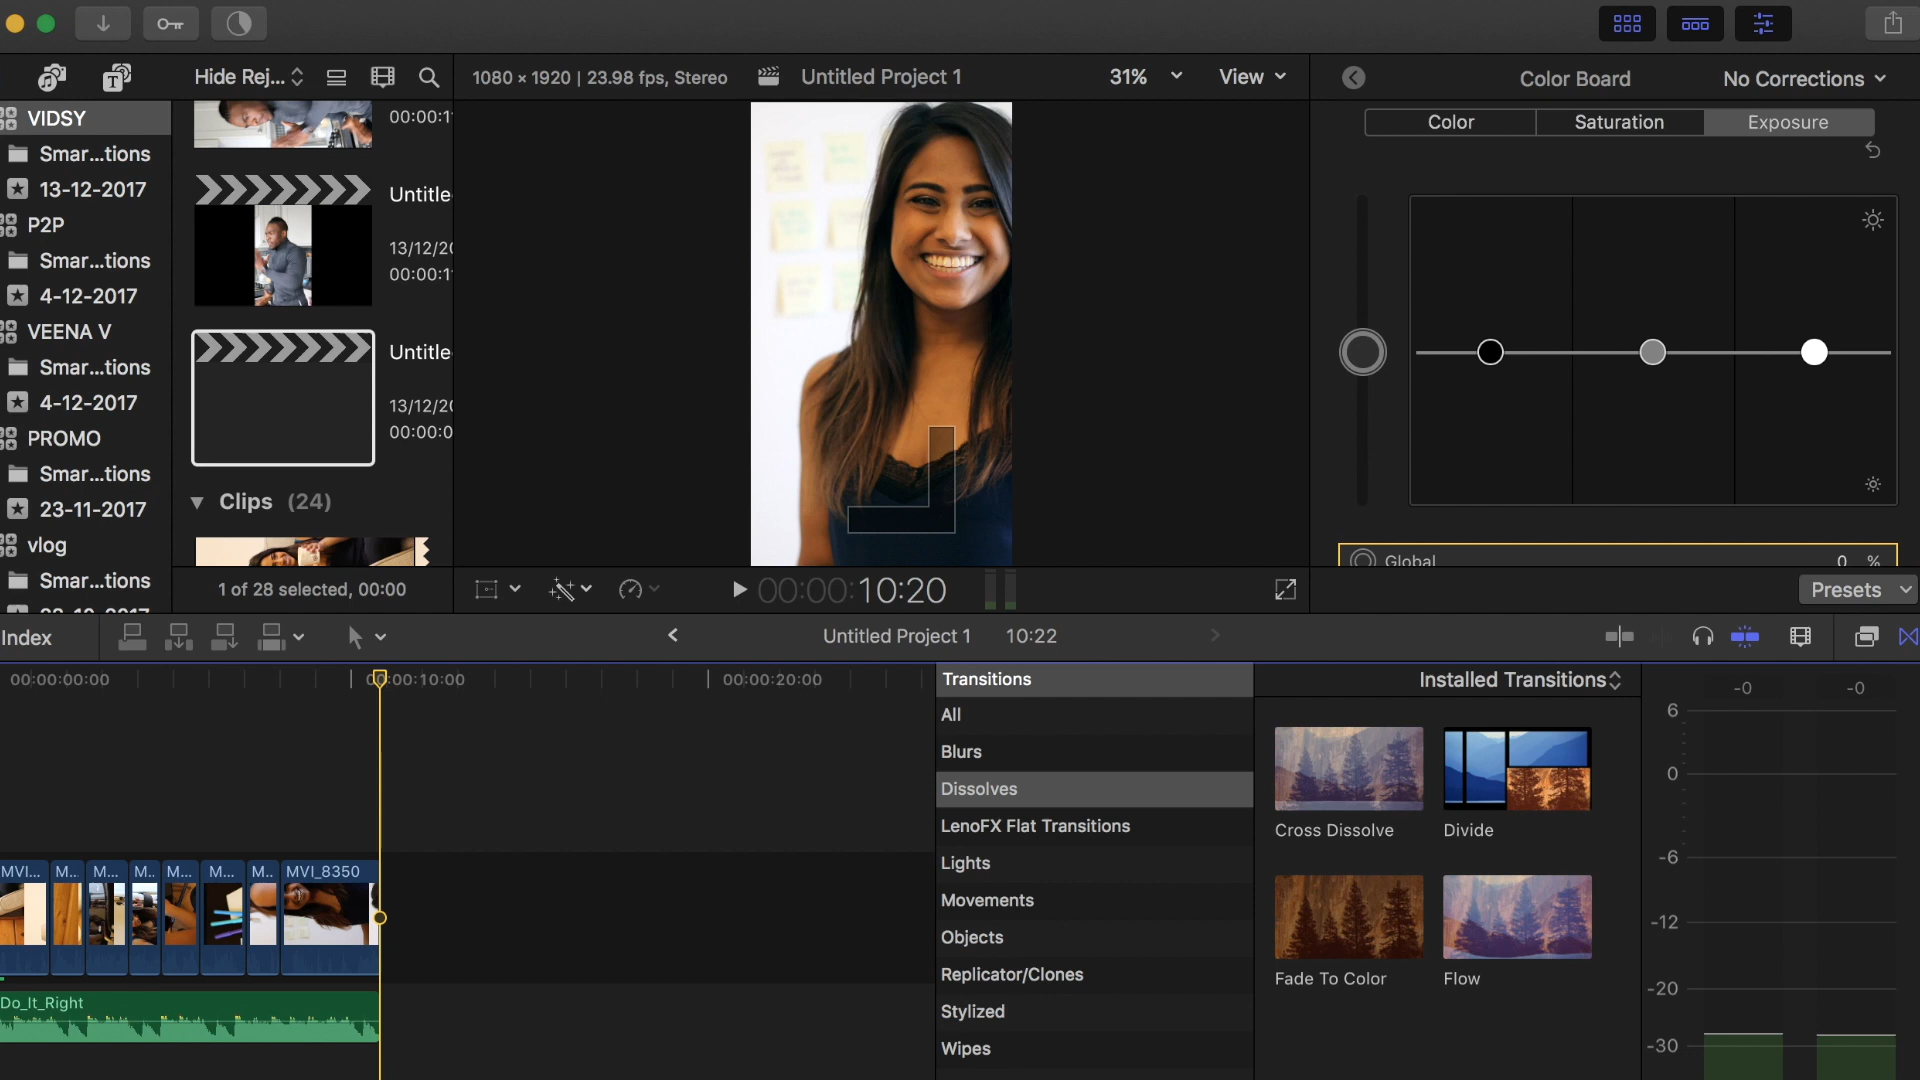 Hide Rej...
1080 × 1920 | 23.98 fps, Stereo
Untitled Project 1
31%
View
Color Board
No Corrections
VIDSY
Smar...tions
13-12-2017
P2P
Smar...tions
4-12-2017
VEENA V
Smar...tions
4-12-2017
PROMO
Smar...tions
23-11-2017
vlog
Smar...tions
00:00:1
Untitle
13/12/20
00:00:1
Untitle
13/12/20
00:00:0
Clips (24)
1 of 28 selected, 00:00
00:00:10:20
Color
Saturation
Exposure
Global
0 %
Presets
Index
Untitled Project 1
10:22
00:00:00:00
00:00:10:00
00:00:20:00
MVI...
M...
M...
M..
M...
M...
M..
MVI_8350
Do_It_Right
Transitions
All
Blurs
Dissolves
LenoFX Flat Transitions
Lights
Movements
Objects
Replicator/Clones
Stylized
Wipes
Installed Transitions
Cross Dissolve
Divide
Fade To Color
Flow
-0
-0
6
0
-6
-12
-20
-30